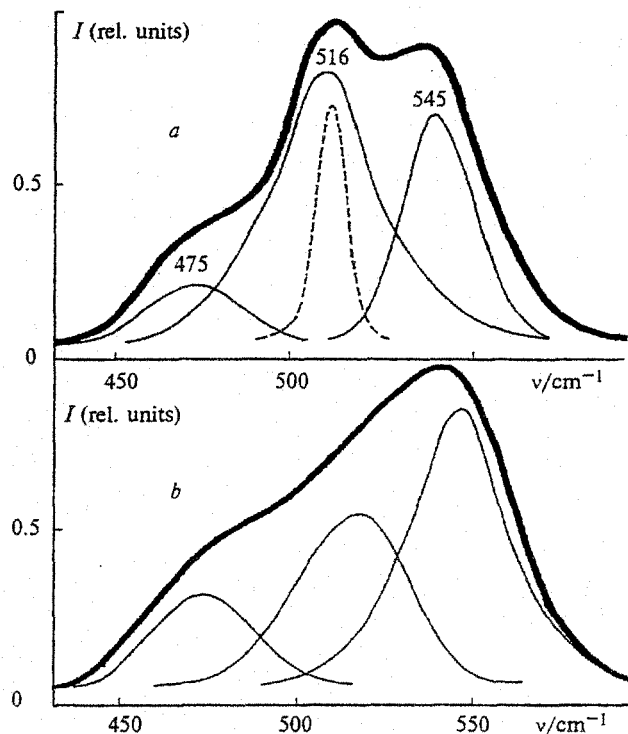 I (rel. units)
516
545
a
0.5
475
0
450 500 ν/cm⁻¹
I (rel. units)
b
0.5
0
450 500 550 ν/cm⁻¹